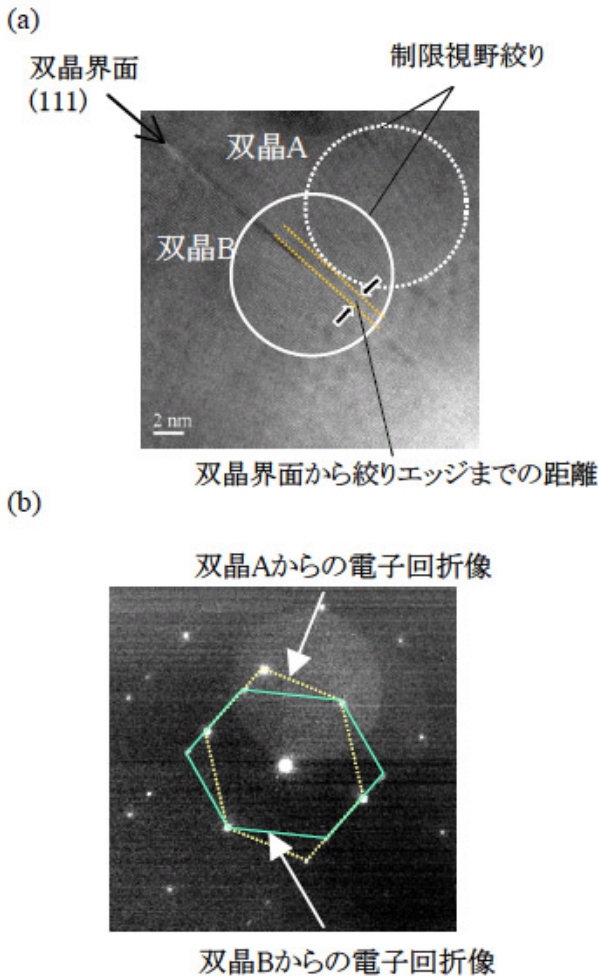 (a)
双晶界面
(111)
制限視野絞り
双晶A
双晶B
2 nm
双晶界面から絞りエッジまでの距離
(b)
双晶Aからの電子回折像
双晶Bからの電子回折像